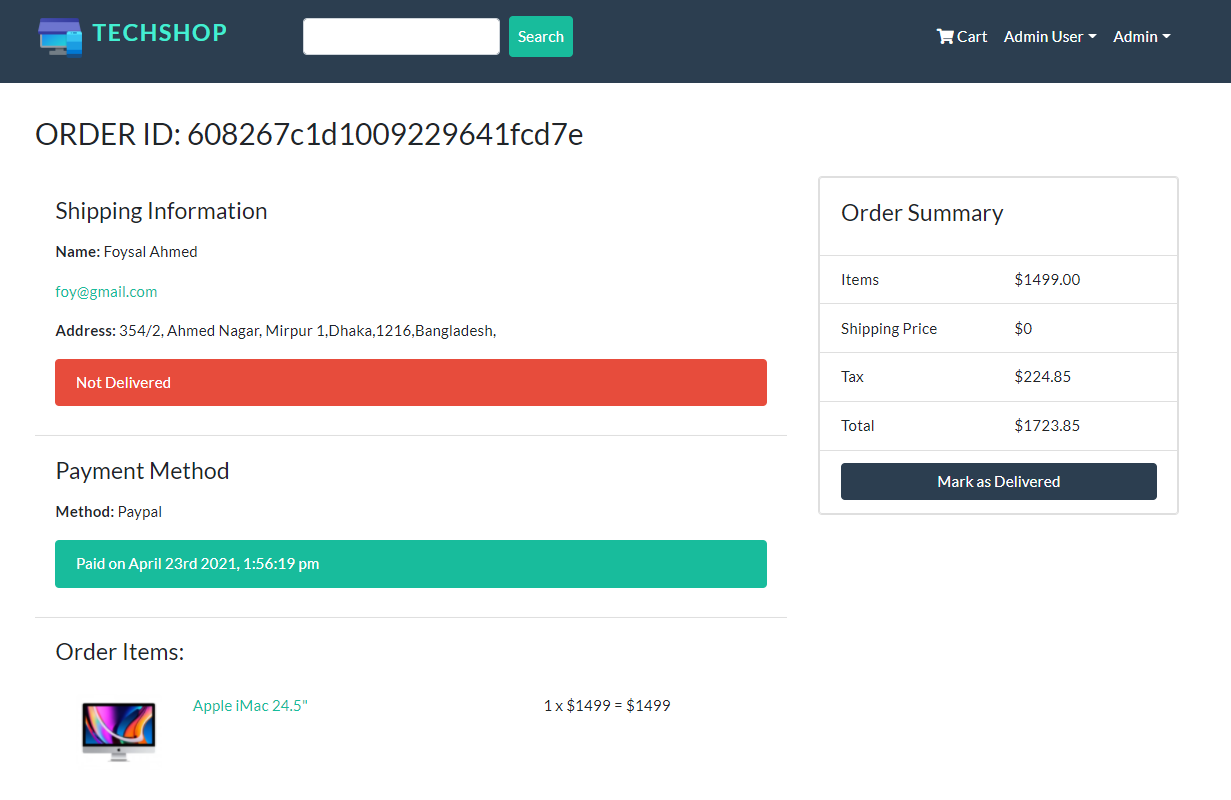 TECHSHOP
Search
Cart
Admin User
Admin
ORDER ID: 608267c1d1009229641fcd7e
Shipping Information
Name: Foysal Ahmed
foy@gmail.com
Address: 354/2, Ahmed Nagar, Mirpur 1,Dhaka,1216,Bangladesh,
Not Delivered
Payment Method
Method: Paypal
Paid on April 23rd 2021, 1:56:19 pm
Order Items:
Apple iMac 24.5" 1 x $1499 = $1499
Order Summary
Items $1499.00
Shipping Price $0
Tax $224.85
Total $1723.85
Mark as Delivered